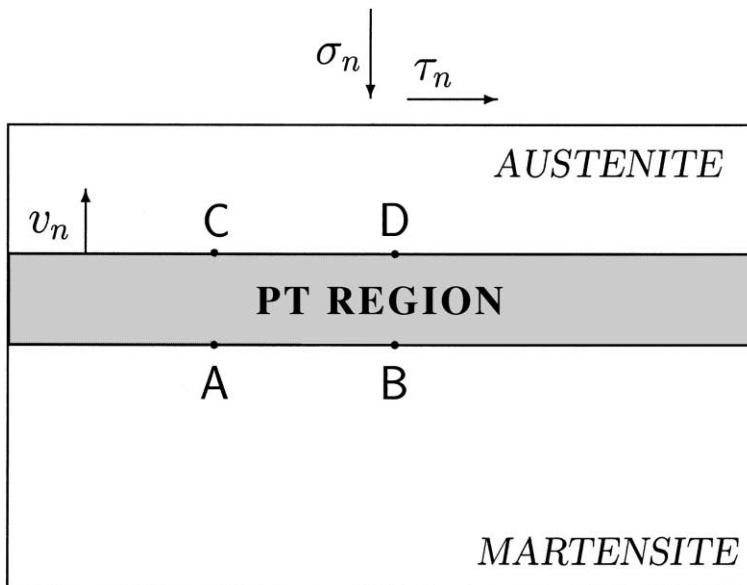 σₙ
τₙ
AUSTENITE
vₙ
C D
PT REGION
A B
MARTENSITE